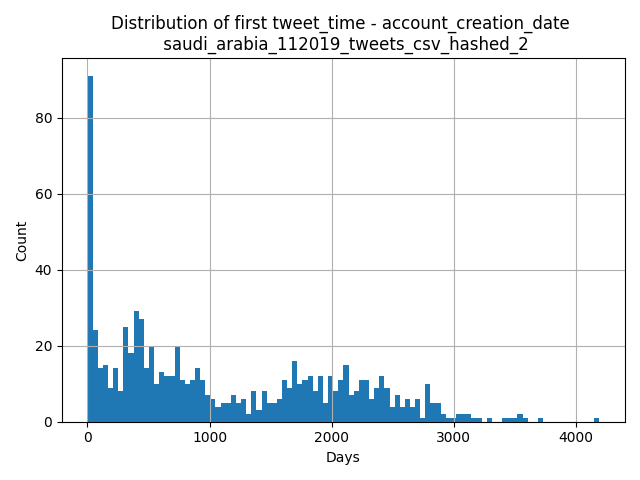 Distribution of first tweet_time - account_creation_date
saudi_arabia_112019_tweets_csv_hashed_2
Count
80
60
40
20
0
0 1000 2000 3000 4000
Days